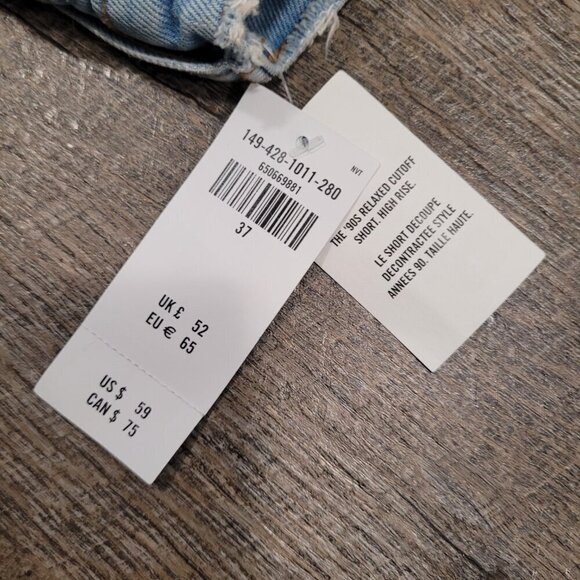 149-428-1011-280
650669881
37
UK £ 52
EU € 65
US $ 59
CAN $ 75
NVT
THE '90S RELAXED CUTOFF
SHORT. HIGH RISE.
LE SHORT DECOUPE
DECONTRACTEE STYLE
ANNEES 90. TAILLE HAUTE.